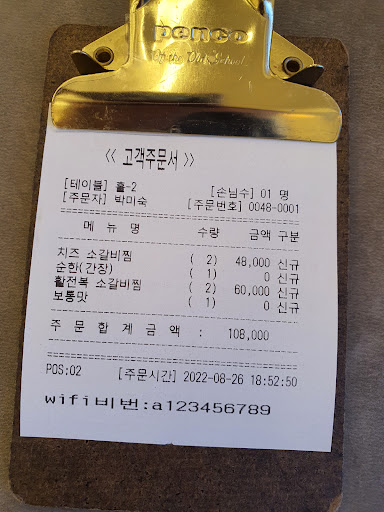 penco
Of the "Old" School.
<< 고객주문서 >>
[테이블] 홀-2 [손님수] 01 명
[주문자] 박미숙 [주문번호] 0048-0001
메 뉴 명 수량 금액 구분
치즈 소갈비찜 ( 2) 48,000 신규
순한(간장) ( 1) 0 신규
활전복 소갈비찜 ( 2) 60,000 신규
보통맛 ( 1) 0 신규
주 문 합 계 금 액 : 108,000
POS:02 [주문시간] 2022-08-26 18:52:50
wifi비번:a123456789